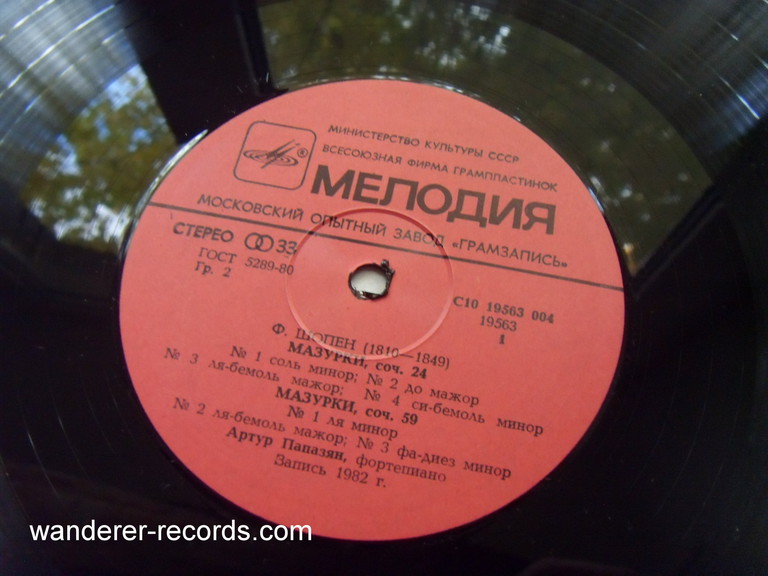 МИНИСТЕРСТВО КУЛЬТУРЫ СССР
ВСЕСОЮЗНАЯ ФИРМА ГРАМПЛАСТИНОК
МЕЛОДИЯ
МОСКОВСКИЙ ОПЫТНЫЙ ЗАВОД «ГРАМЗАПИСЬ»
СТЕРЕО 33
ГОСТ 5289-80
Гр. 2
С10 19563 004
19563
1
Ф. ШОПЕН (1810—1849)
МАЗУРКИ, соч. 24
№ 1 соль минор; № 2 до мажор
№ 3 ля-бемоль мажор; № 4 си-бемоль минор
МАЗУРКИ, соч. 59
№ 1 ля минор
№ 2 ля-бемоль мажор; № 3 фа-диез минор
Артур Папазян, фортепиано
Запись 1982 г.
wanderer-records.com